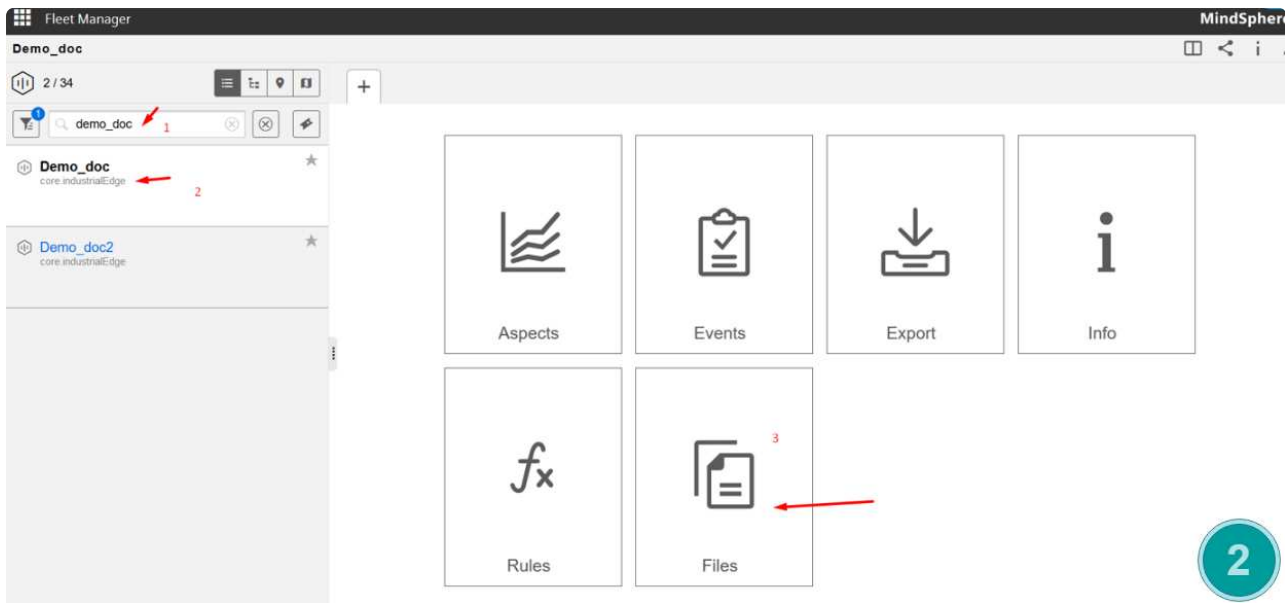 Fleet Manager
MindSphere
Demo_doc
2 / 34
1
demo_doc
1
Demo_doc
core.industrialEdge
2
Demo_doc2
core.industrialEdge
Aspects
Events
Export
Info
3
Rules
Files
2